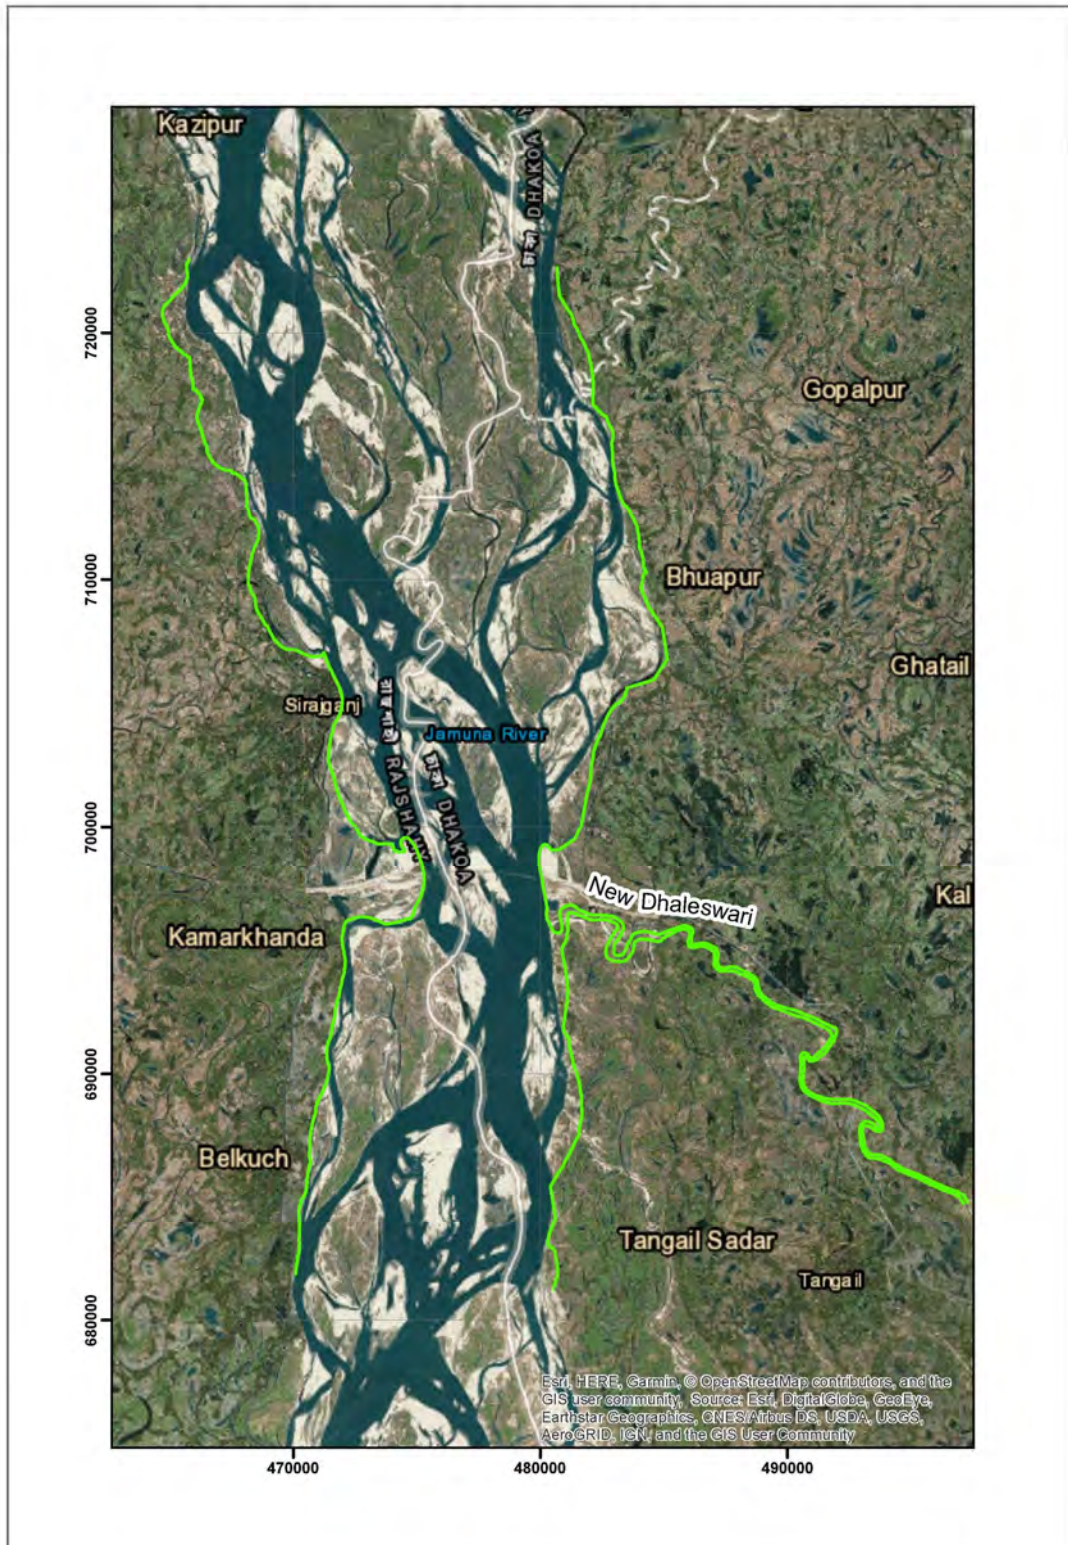 Kazipur
ঢাকা DHAKOA
720000
Gopalpur
710000
Bhuapur
Ghatail
Sirajganj
Jamuna River
RAJSHAHI
ঢাকা DHAKOA
700000
New Dhaleswari
Kal
Kamarkhanda
690000
Belkuch
Tangail Sadar
Tangail
680000
Esri, HERE, Garmin, © OpenStreetMap contributors, and the
GIS user community, Source: Esri, DigitalGlobe, GeoEye,
Earthstar Geographics, CNES/Airbus DS, USDA, USGS,
AeroGRID, IGN, and the GIS User Community
470000
480000
490000